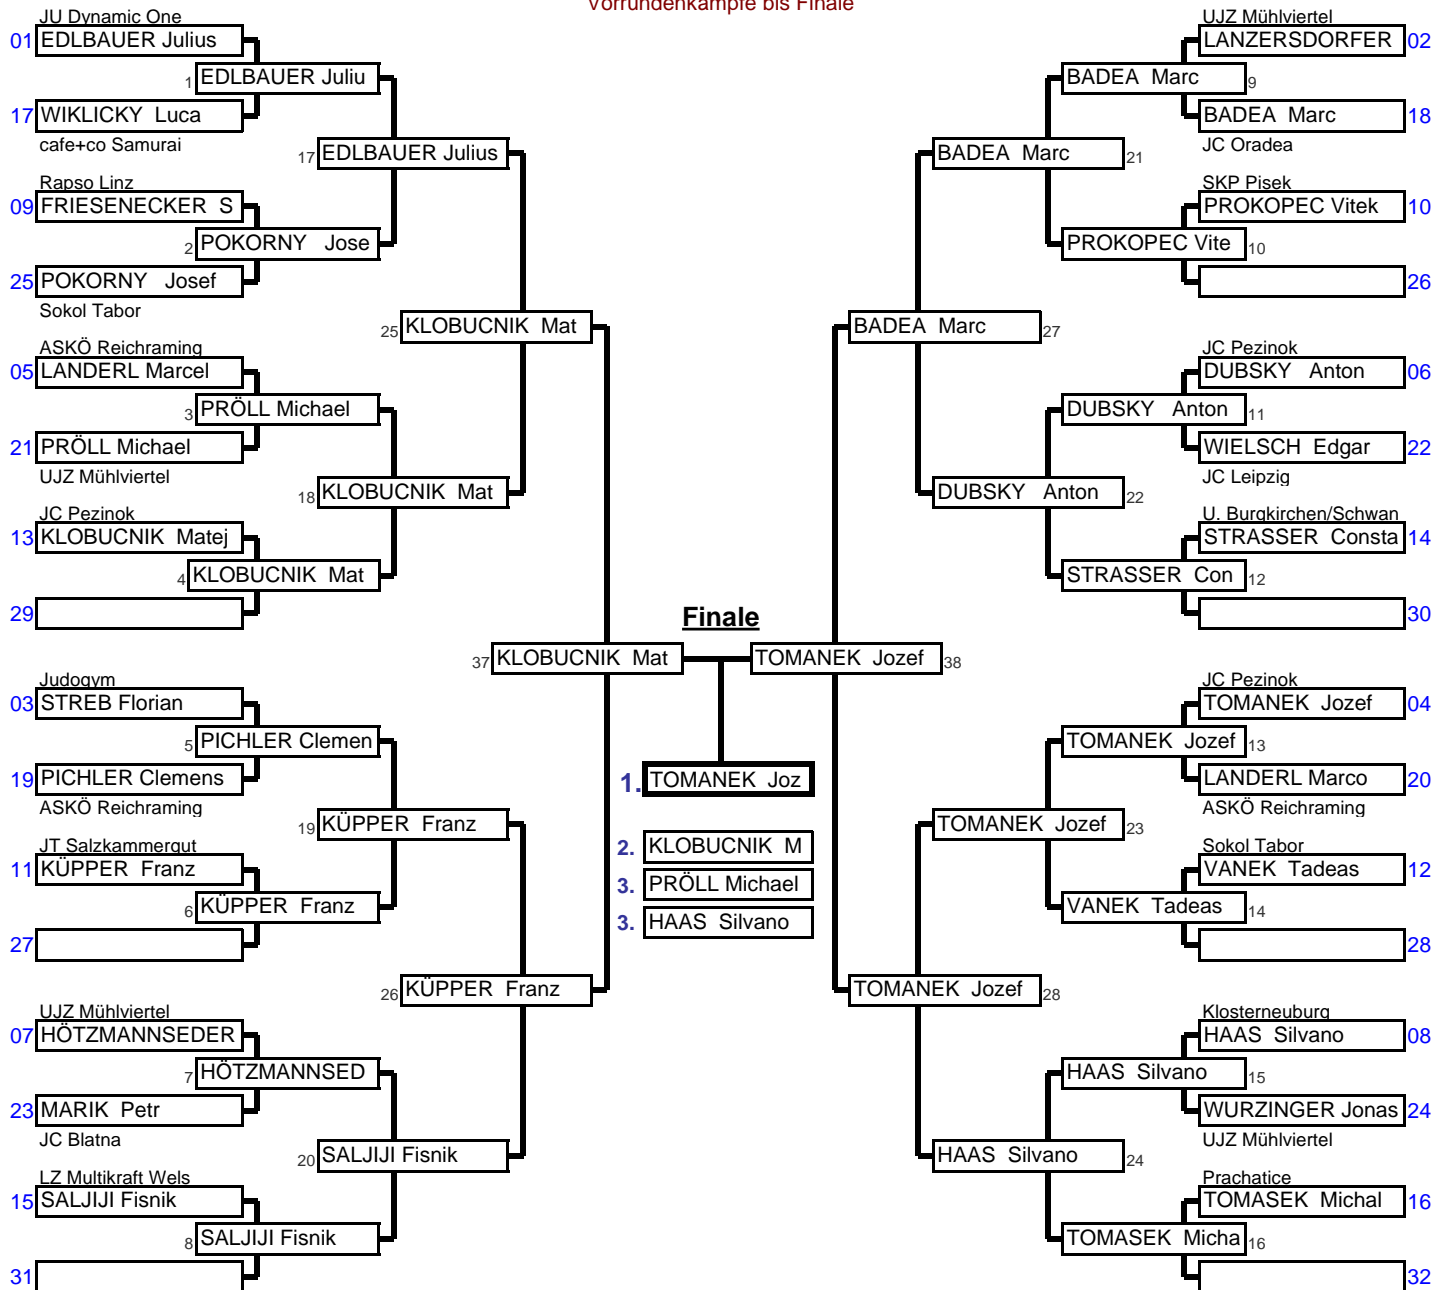 Vorrundenkämpfe bis Finale
JU Dynamic One
01 EDLBAUER Julius
1 EDLBAUER Juliu
17 WIKLICKY Luca
cafe+co Samurai
17 EDLBAUER Julius
Rapso Linz
09 FRIESENECKER S
2 POKORNY Jose
25 POKORNY Josef
Sokol Tabor
25 KLOBUCNIK Mat
ASKÖ Reichraming
05 LANDERL Marcel
3 PRÖLL Michael
21 PRÖLL Michael
UJZ Mühlviertel
18 KLOBUCNIK Mat
JC Pezinok
13 KLOBUCNIK Matej
4 KLOBUCNIK Mat
29
37 KLOBUCNIK Mat
Judogym
03 STREB Florian
5 PICHLER Clemen
19 PICHLER Clemens
ASKÖ Reichraming
19 KÜPPER Franz
JT Salzkammergut
11 KÜPPER Franz
6 KÜPPER Franz
27
26 KÜPPER Franz
UJZ Mühlviertel
07 HÖTZMANNSEDER
7 HÖTZMANNSED
23 MARIK Petr
JC Blatna
20 SALJIJI Fisnik
LZ Multikraft Wels
15 SALJIJI Fisnik
8 SALJIJI Fisnik
31
Finale
1. TOMANEK Joz
2. KLOBUCNIK M
3. PRÖLL Michael
3. HAAS Silvano
UJZ Mühlviertel
LANZERSDORFER 02
BADEA Marc 9
BADEA Marc 18
JC Oradea
BADEA Marc 21
SKP Pisek
PROKOPEC Vitek 10
PROKOPEC Vite 10
26
BADEA Marc 27
JC Pezinok
DUBSKY Anton 06
DUBSKY Anton 11
WIELSCH Edgar 22
JC Leipzig
DUBSKY Anton 22
U. Burgkirchen/Schwan
STRASSER Consta 14
STRASSER Con 12
30
TOMANEK Jozef 38
JC Pezinok
TOMANEK Jozef 04
TOMANEK Jozef 13
LANDERL Marco 20
ASKÖ Reichraming
TOMANEK Jozef 23
Sokol Tabor
VANEK Tadeas 12
VANEK Tadeas 14
28
TOMANEK Jozef 28
Klosterneuburg
HAAS Silvano 08
HAAS Silvano 15
WURZINGER Jonas 24
UJZ Mühlviertel
HAAS Silvano 24
Prachatice
TOMASEK Michal 16
TOMASEK Micha 16
32